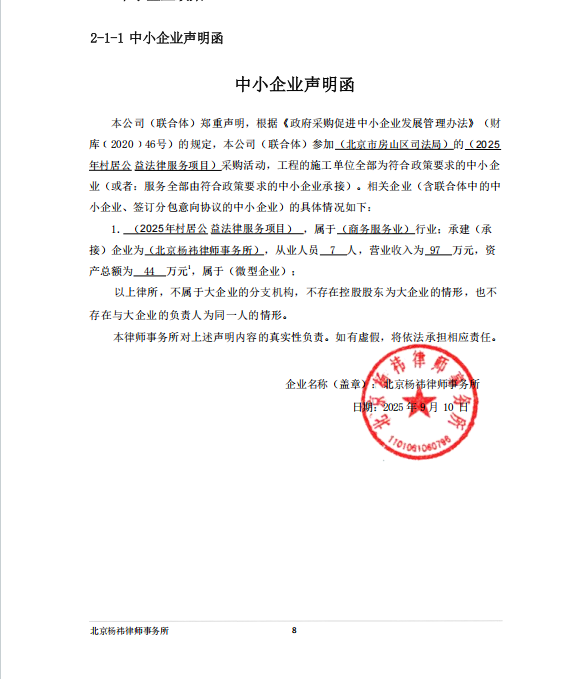 2-1-1 中小企业声明函
中小企业声明函
本公司（联合体）郑重声明，根据《政府采购促进中小企业发展管理办法》（财
库﹝2020﹞46号）的规定，本公司（联合体）参加（北京市房山区司法局）的（2025
年村居公益法律服务项目）采购活动，工程的施工单位全部为符合政策要求的中小企
业（或者：服务全部由符合政策要求的中小企业承接）。相关企业（含联合体中的中
小企业、签订分包意向协议的中小企业）的具体情况如下：
1. （2025年村居公益法律服务项目），属于（商务服务业）行业；承建（承
接）企业为（北京杨祎律师事务所），从业人员 7 人，营业收入为 97 万元，资
产总额为 44 万元1，属于（微型企业）；
以上律所，不属于大企业的分支机构，不存在控股股东为大企业的情形，也不
存在与大企业的负责人为同一人的情形。
本律师事务所对上述声明内容的真实性负责。如有虚假，将依法承担相应责任。
企业名称（盖章）：北京杨祎律师事务所
日期：2025 年 9 月 10 日
北京杨祎律师事务所
1101061060796
北京杨祎律师事务所 8